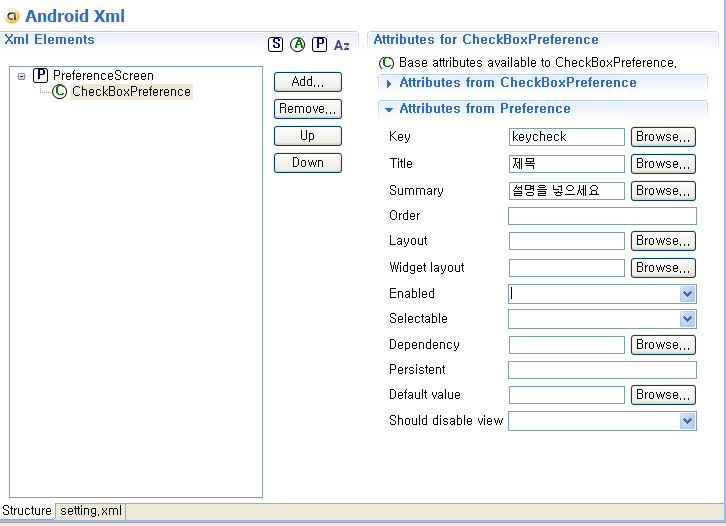 Android Xml
Xml Elements
S A P Az
P PreferenceScreen
C CheckBoxPreference
Add...
Remove...
Up
Down
Attributes for CheckBoxPreference
C Base attributes available to CheckBoxPreference.
Attributes from CheckBoxPreference
Attributes from Preference
Key keycheck Browse...
Title 제목 Browse...
Summary 설명을 넣으세요 Browse...
Order
Layout Browse...
Widget layout Browse...
Enabled
Selectable
Dependency Browse...
Persistent
Default value Browse...
Should disable view
Structure setting.xml